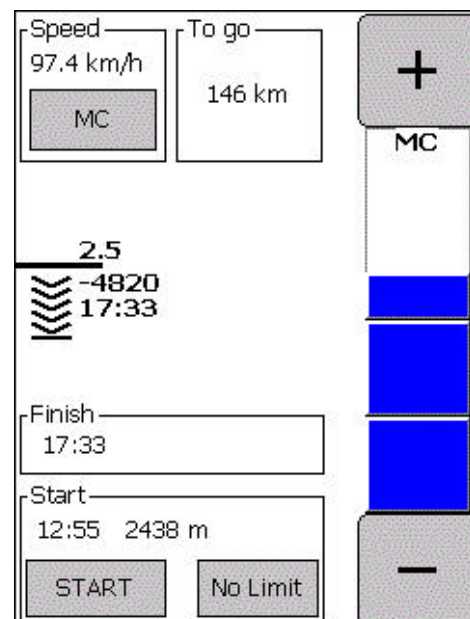 Speed
97.4 km/h
MC
To go
146 km
+
MC
2.5
-4820
17:33
Finish
17:33
Start
12:55 2438 m
START
No Limit
−